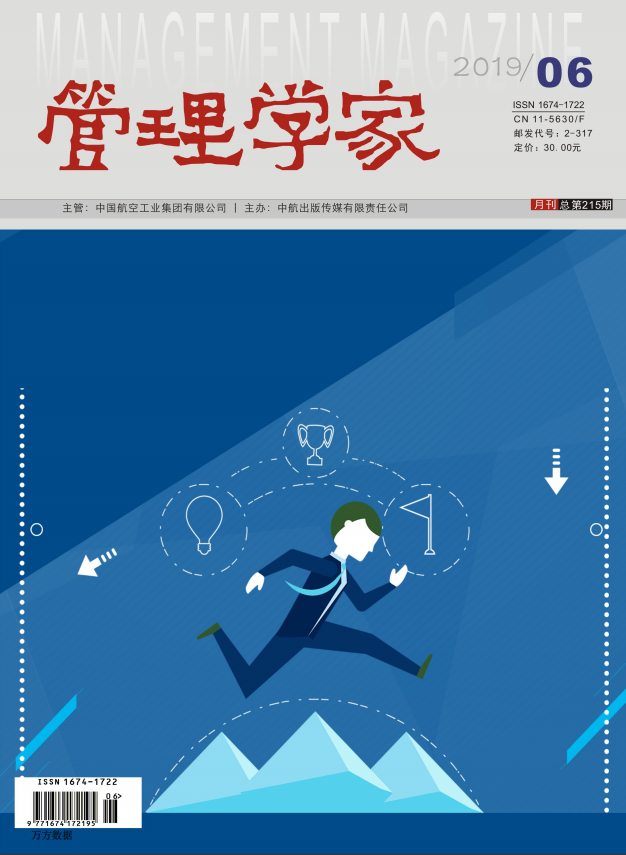 MANAGEMENT MAGAZINE
2019/06
管理学家
ISSN 1674-1722
CN 11-5630/F
邮发代号：2-317
定价：30.00元
主管：中国航空工业集团有限公司 | 主办：中航出版传媒有限责任公司
月刊 总第215期
ISSN 1674-1722
06>
9 771674 172195
万方数据